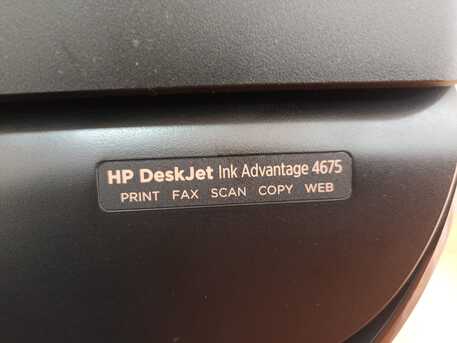 HP DeskJet Ink Advantage 4675
PRINT FAX SCAN COPY WEB